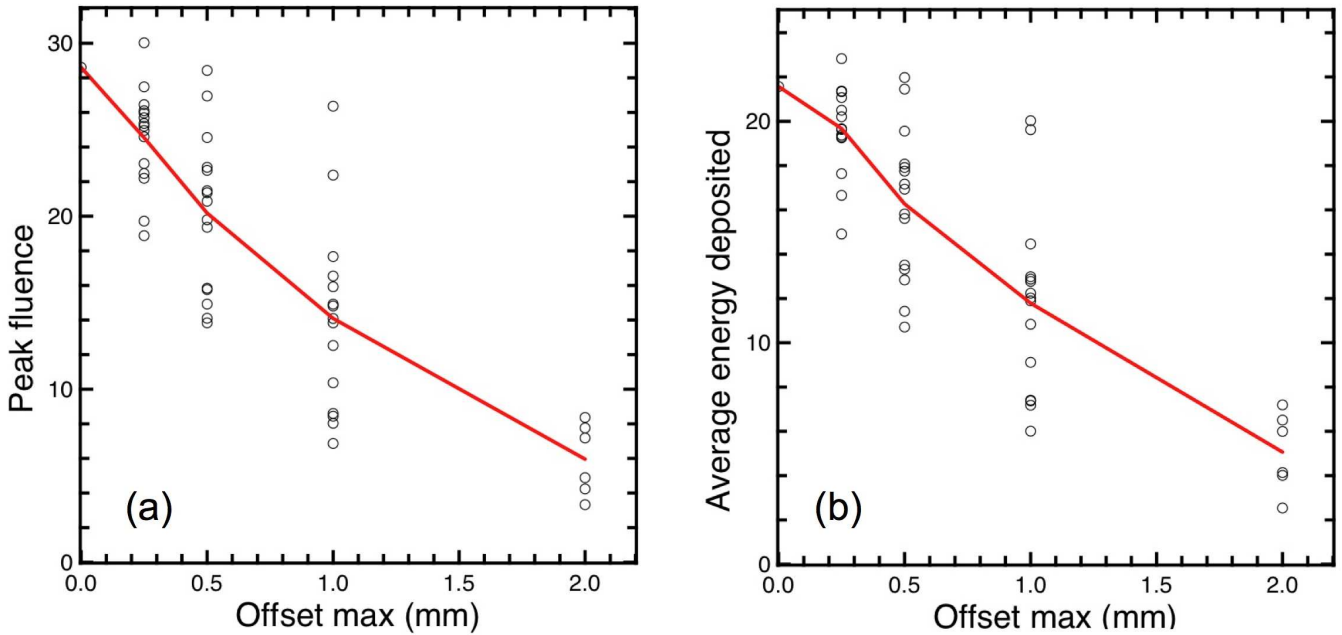 Peak fluence
30
20
10
0
(a)
0.0 0.5 1.0 1.5 2.0
Offset max (mm)
Average energy deposited
20
10
0
(b)
0.0 0.5 1.0 1.5 2.0
Offset max (mm)